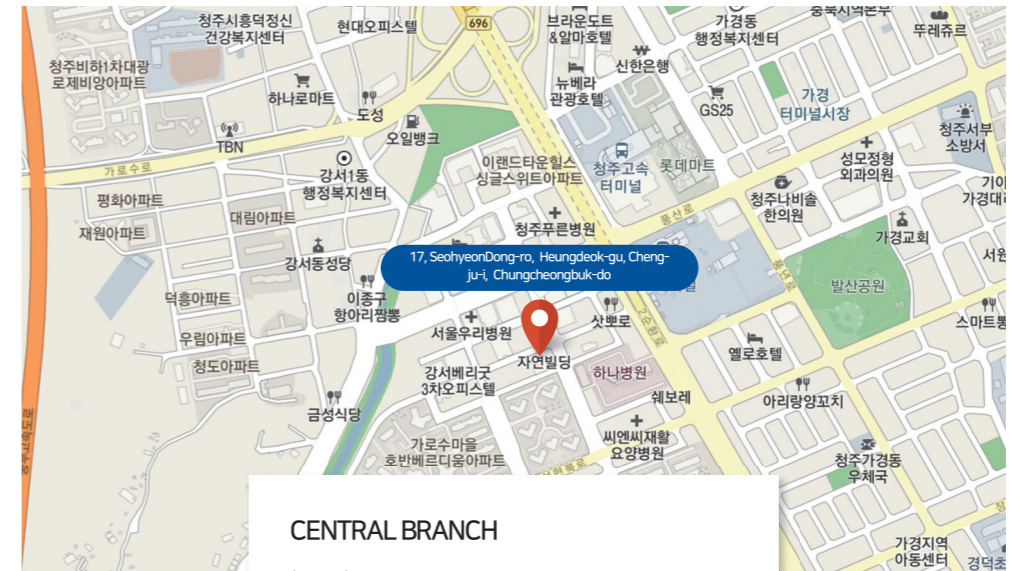 청주시흥덕정신
건강복지센터
현대오피스텔
696
브라운도트
&알마호텔
가경동
행정복지센터
뚜레쥬르
청주비하1차대광
로제비앙아파트
하나로마트
도성
오일뱅크
뉴베라
관광호텔
신한은행
GS25
가경
터미널시장
청주서부
소방서
TBN
가로수로
강서1동
행정복지센터
이랜드타운힐스
싱글스위트아파트
청주고속
터미널
롯데마트
성모정형
외과의원
평화아파트
대림아파트
재원아파트
청주푸른병원
풍산로
청주나비솔
한의원
가경교회
강서동성당
17, SeohyeonDong-ro, Heungdeok-gu, Cheng-
ju-i, Chungcheongbuk-do
풍년로
발산공원
덕흥아파트
이종구
항아리짬뽕
서울우리병원
삿뽀로
2순환로
우림아파트
청도아파트
강서베리굿
3차오피스텔
자연빌딩
하나병원
옐로호텔
쉐보레
아리랑양꼬치
금성식당
가로수마을
호반베르디움아파트
씨엔씨재활
요양병원
청주가경동
우체국
CENTRAL BRANCH
가경지역
아동센터